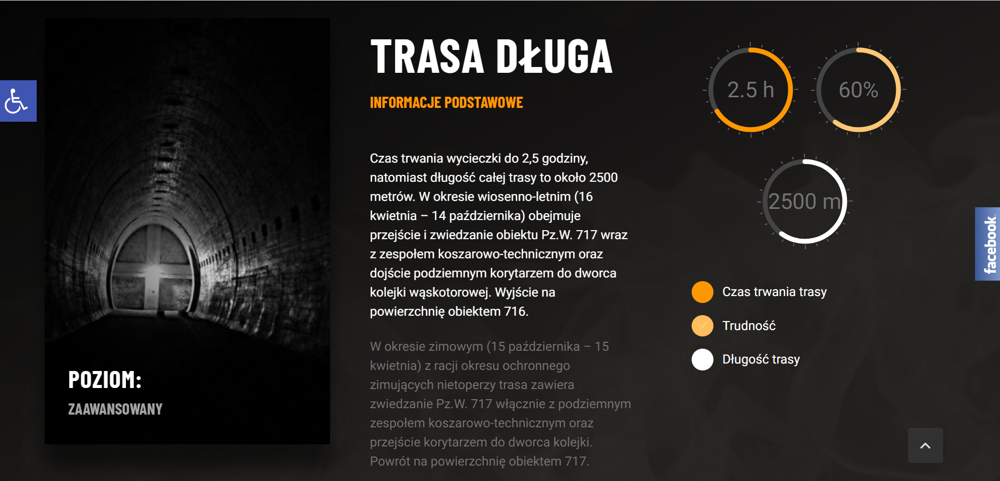 TRASA DŁUGA
INFORMACJE PODSTAWOWE
Czas trwania wycieczki do 2,5 godziny,
natomiast długość całej trasy to około 2500
metrów. W okresie wiosenno-letnim (16
kwietnia – 14 października) obejmuje
przejście i zwiedzanie obiektu Pz.W. 717 wraz
z zespołem koszarowo-technicznym oraz
dojście podziemnym korytarzem do dworca
kolejki wąskotorowej. Wyjście na
powierzchnię obiektem 716.
W okresie zimowym (15 października – 15
kwietnia) z racji okresu ochronnego
zimujących nietoperzy trasa zawiera
zwiedzanie Pz.W. 717 włącznie z podziemnym
zespołem koszarowo-technicznym oraz
przejście korytarzem do dworca kolejki.
Powrót na powierzchnię obiektem 717.
POZIOM:
ZAAWANSOWANY
2.5 h
60%
2500 m
Czas trwania trasy
Trudność
Długość trasy
facebook